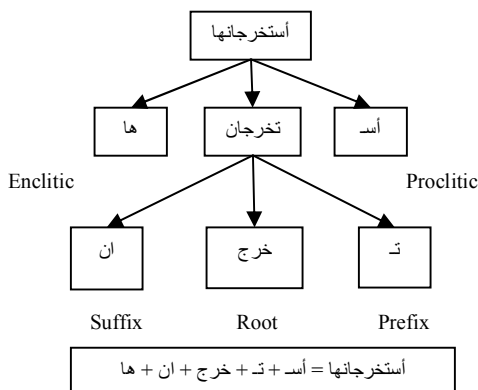 أستخرجانها
ها تخرجان أسـ
Enclitic Proclitic
ان خرج تـ
Suffix Root Prefix
أستخرجانها = أسـ + تـ + خرج + ان + ها